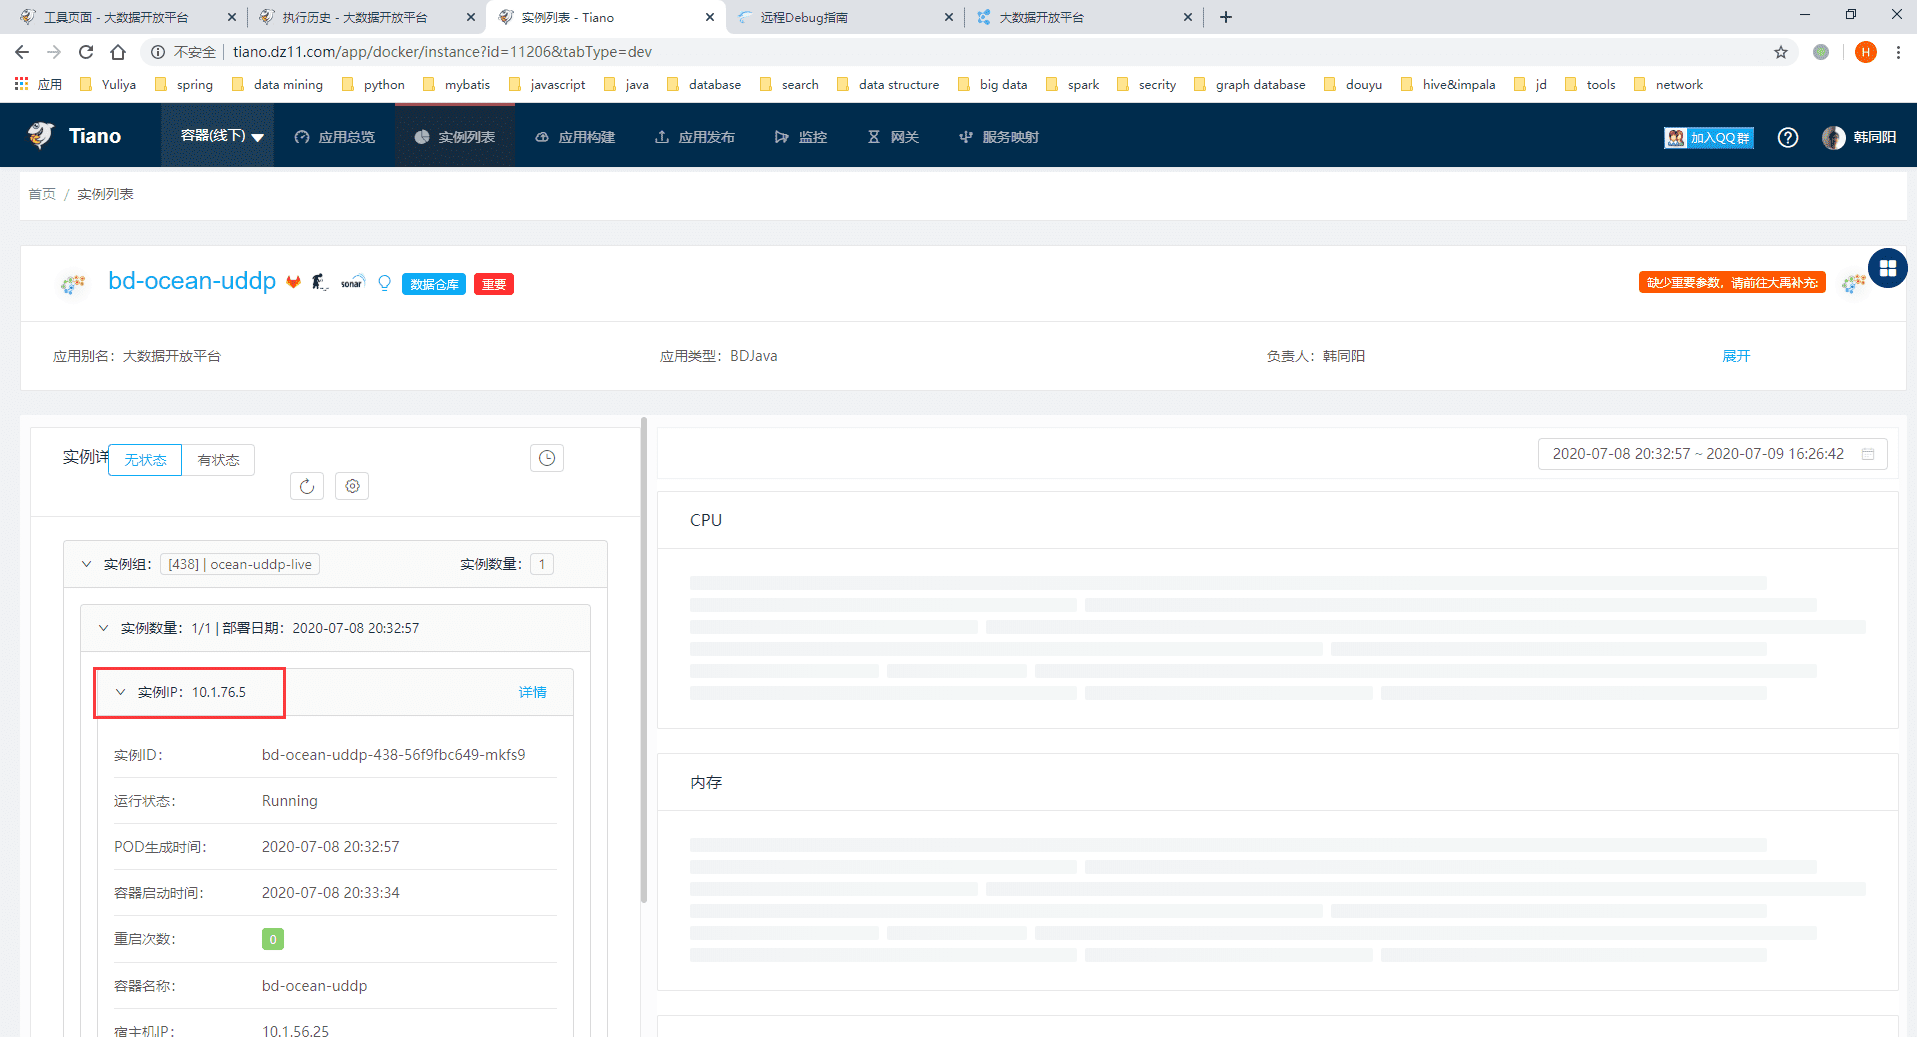 工具页面 - 大数据开放平台
执行历史 - 大数据开放平台
实例列表 - Tiano
远程Debug指南
大数据开放平台
不安全 | tiano.dz11.com/app/docker/instance?id=11206&tabType=dev
H
应用 Yuliya spring data mining python mybatis javascript java database search data structure big data spark secrity graph database douyu hive&impala jd tools network
Tiano 容器(线下) 应用总览 实例列表 应用构建 应用发布 监控 网关 服务映射 加入QQ群 韩同阳
首页 / 实例列表
bd-ocean-uddp sonar 数据仓库 重要 缺少重要参数，请前往大再补充:
应用别名：大数据开放平台 应用类型：BDJava 负责人：韩同阳 展开
实例详 无状态 有状态
2020-07-08 20:32:57 ~ 2020-07-09 16:26:42
CPU
实例组： [438] | ocean-uddp-live 实例数量： 1
实例数量：1/1 | 部署日期：2020-07-08 20:32:57
实例IP：10.1.76.5 详情
实例ID： bd-ocean-uddp-438-56f9fbc649-mkfs9
运行状态： Running
POD生成时间： 2020-07-08 20:32:57
容器启动时间： 2020-07-08 20:33:34
重启次数： 0
容器名称： bd-ocean-uddp
宿主机IP： 10.1.56.25
内存